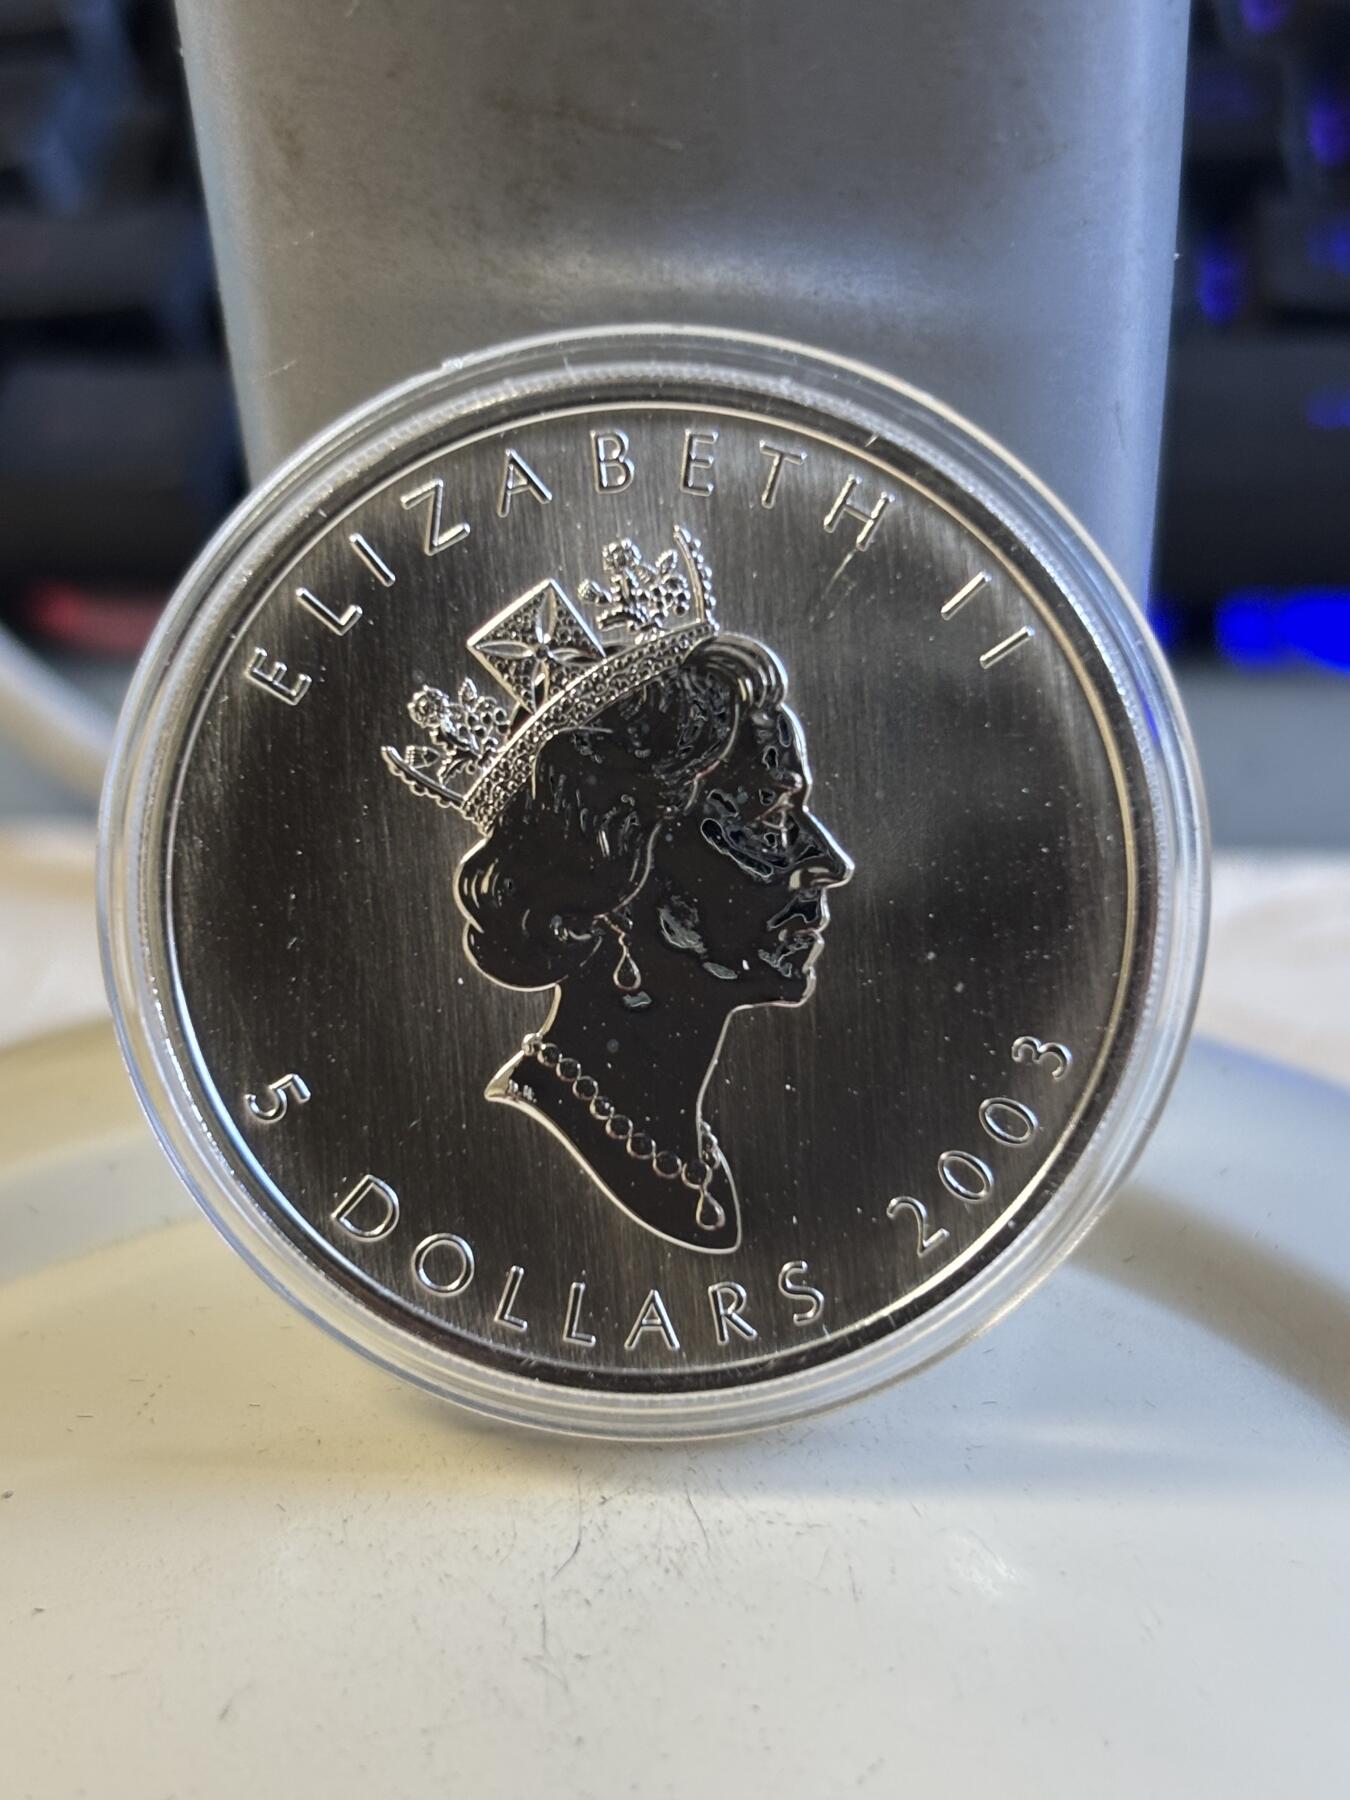 ELIZABETH II
5 DOLLARS 2003